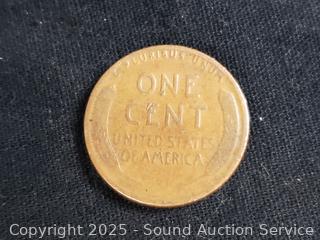 E·PLURIBUS·UNUM
ONE
CENT
UNITED STATES
OF AMERICA
Copyright 2025 - Sound Auction Service